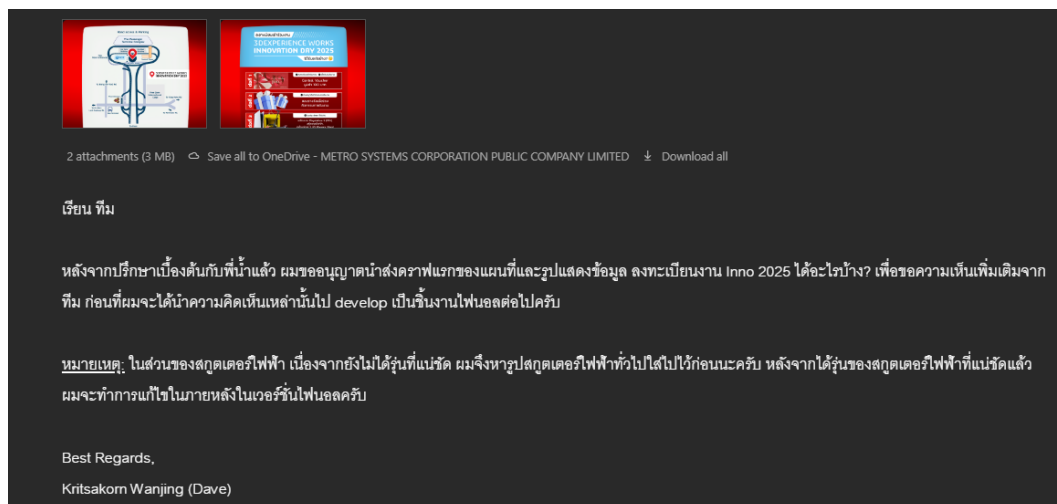 3DEXPERIENCE WORKS
INNOVATION DAY 2025
2 attachments (3 MB) Save all to OneDrive - METRO SYSTEMS CORPORATION PUBLIC COMPANY LIMITED Download all
เรียน ทีม
หลังจากปรึกษาเบื้องต้นกับพี่น้ำแล้ว ผมขออนุญาตนำส่งดราฟแรกของแผนที่และรูปแสดงข้อมูล ลงทะเบียนงาน Inno 2025 ได้อะไรบ้าง? เพื่อขอความเห็นเพิ่มเติมจาก
ทีม ก่อนที่ผมจะได้นำความคิดเห็นเหล่านั้นไป develop เป็นชิ้นงานไฟนอลต่อไปครับ
หมายเหตุ: ในส่วนของสกูตเตอร์ไฟฟ้า เนื่องจากยังไม่ได้รุ่นที่แน่ชัด ผมจึงหารูปสกูตเตอร์ไฟฟ้าทั่วไปใส่ไปไว้ก่อนนะครับ หลังจากได้รุ่นของสกูตเตอร์ไฟฟ้าที่แน่ชัดแล้ว
ผมจะทำการแก้ไขในภายหลังในเวอร์ชั่นไฟนอลครับ
Best Regards,
Kritsakorn Wanjing (Dave)